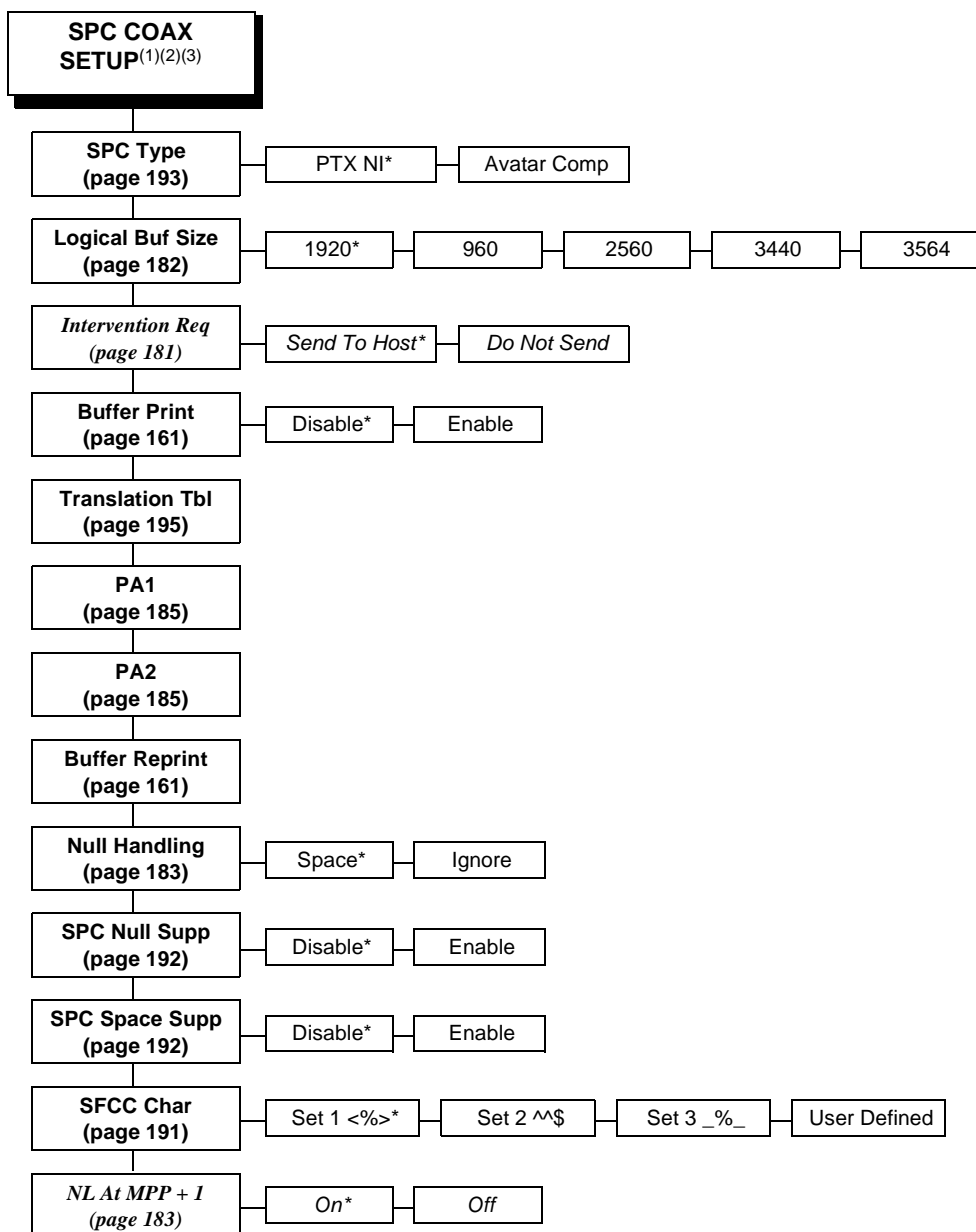 SPC COAX
SETUP(1)(2)(3)
SPC Type
(page 193)
PTX NI*
Avatar Comp
Logical Buf Size
(page 182)
1920*
960
2560
3440
3564
Intervention Req
(page 181)
Send To Host*
Do Not Send
Buffer Print
(page 161)
Disable*
Enable
Translation Tbl
(page 195)
PA1
(page 185)
PA2
(page 185)
Buffer Reprint
(page 161)
Null Handling
(page 183)
Space*
Ignore
SPC Null Supp
(page 192)
Disable*
Enable
SPC Space Supp
(page 192)
Disable*
Enable
SFCC Char
(page 191)
Set 1 <%>*
Set 2 ^^$
Set 3 _%_
User Defined
NL At MPP + 1
(page 183)
On*
Off